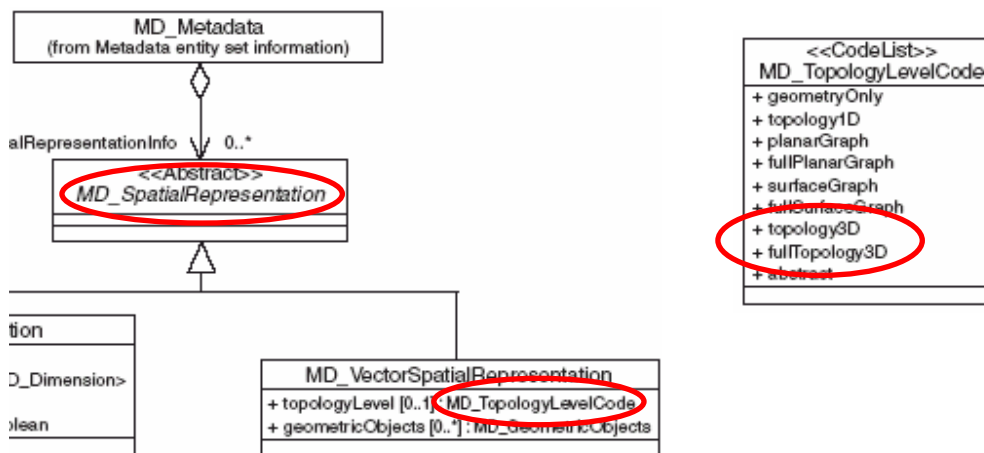 MD_Metadata
(from Metadata entity set information)
alRepresentationInfo 0..*
<<Abstract>>
MD_SpatialRepresentation
tion
D_Dimension>
olean
MD_VectorSpatialRepresentation
+ topologyLevel [0..1] : MD_TopologyLevelCode
+ geometricObjects [0..*] : MD_GeometricObjects
<<CodeList>>
MD_TopologyLevelCode
+ geometryOnly
+ topology1D
+ planarGraph
+ fullPlanarGraph
+ surfaceGraph
+ fullSurfaceGraph
+ topology3D
+ fullTopology3D
+ abstract